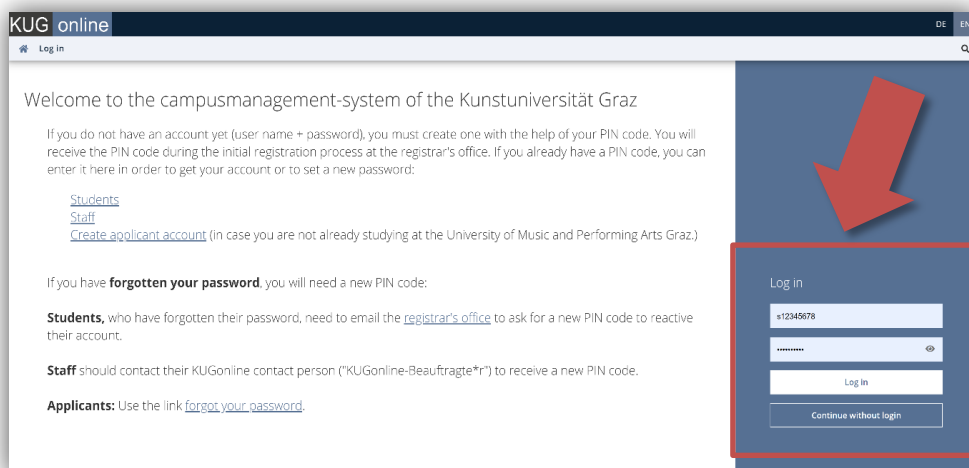 KUG online
DE EN
Log in
Welcome to the campusmanagement-system of the Kunstuniversität Graz
If you do not have an account yet (user name + password), you must create one with the help of your PIN code. You will
receive the PIN code during the initial registration process at the registrar's office. If you already have a PIN code, you can
enter it here in order to get your account or to set a new password:
Students
Staff
Create applicant account (in case you are not already studying at the University of Music and Performing Arts Graz.)
If you have forgotten your password, you will need a new PIN code:
Students, who have forgotten their password, need to email the registrar's office to ask for a new PIN code to reactive
their account.
Staff should contact their KUGonline contact person ("KUGonline-Beauftragte*r") to receive a new PIN code.
Applicants: Use the link forgot your password.
Log in
s12345678
••••••••••
Log in
Continue without login